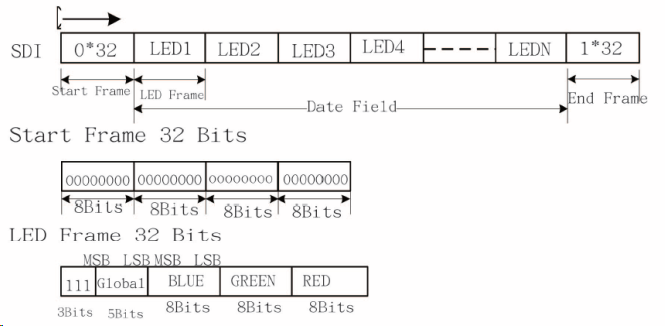 SDI 0*32 LED1 LED2 LED3 LED4 LEDN 1*32
Start Frame LED Frame End Frame
Date Field
Start Frame 32 Bits
00000000 00000000 00000000 00000000
8Bits 8Bits 8Bits 8Bits
LED Frame 32 Bits
MSB LSB MSB LSB
111 Global BLUE GREEN RED
3Bits 5Bits 8Bits 8Bits 8Bits